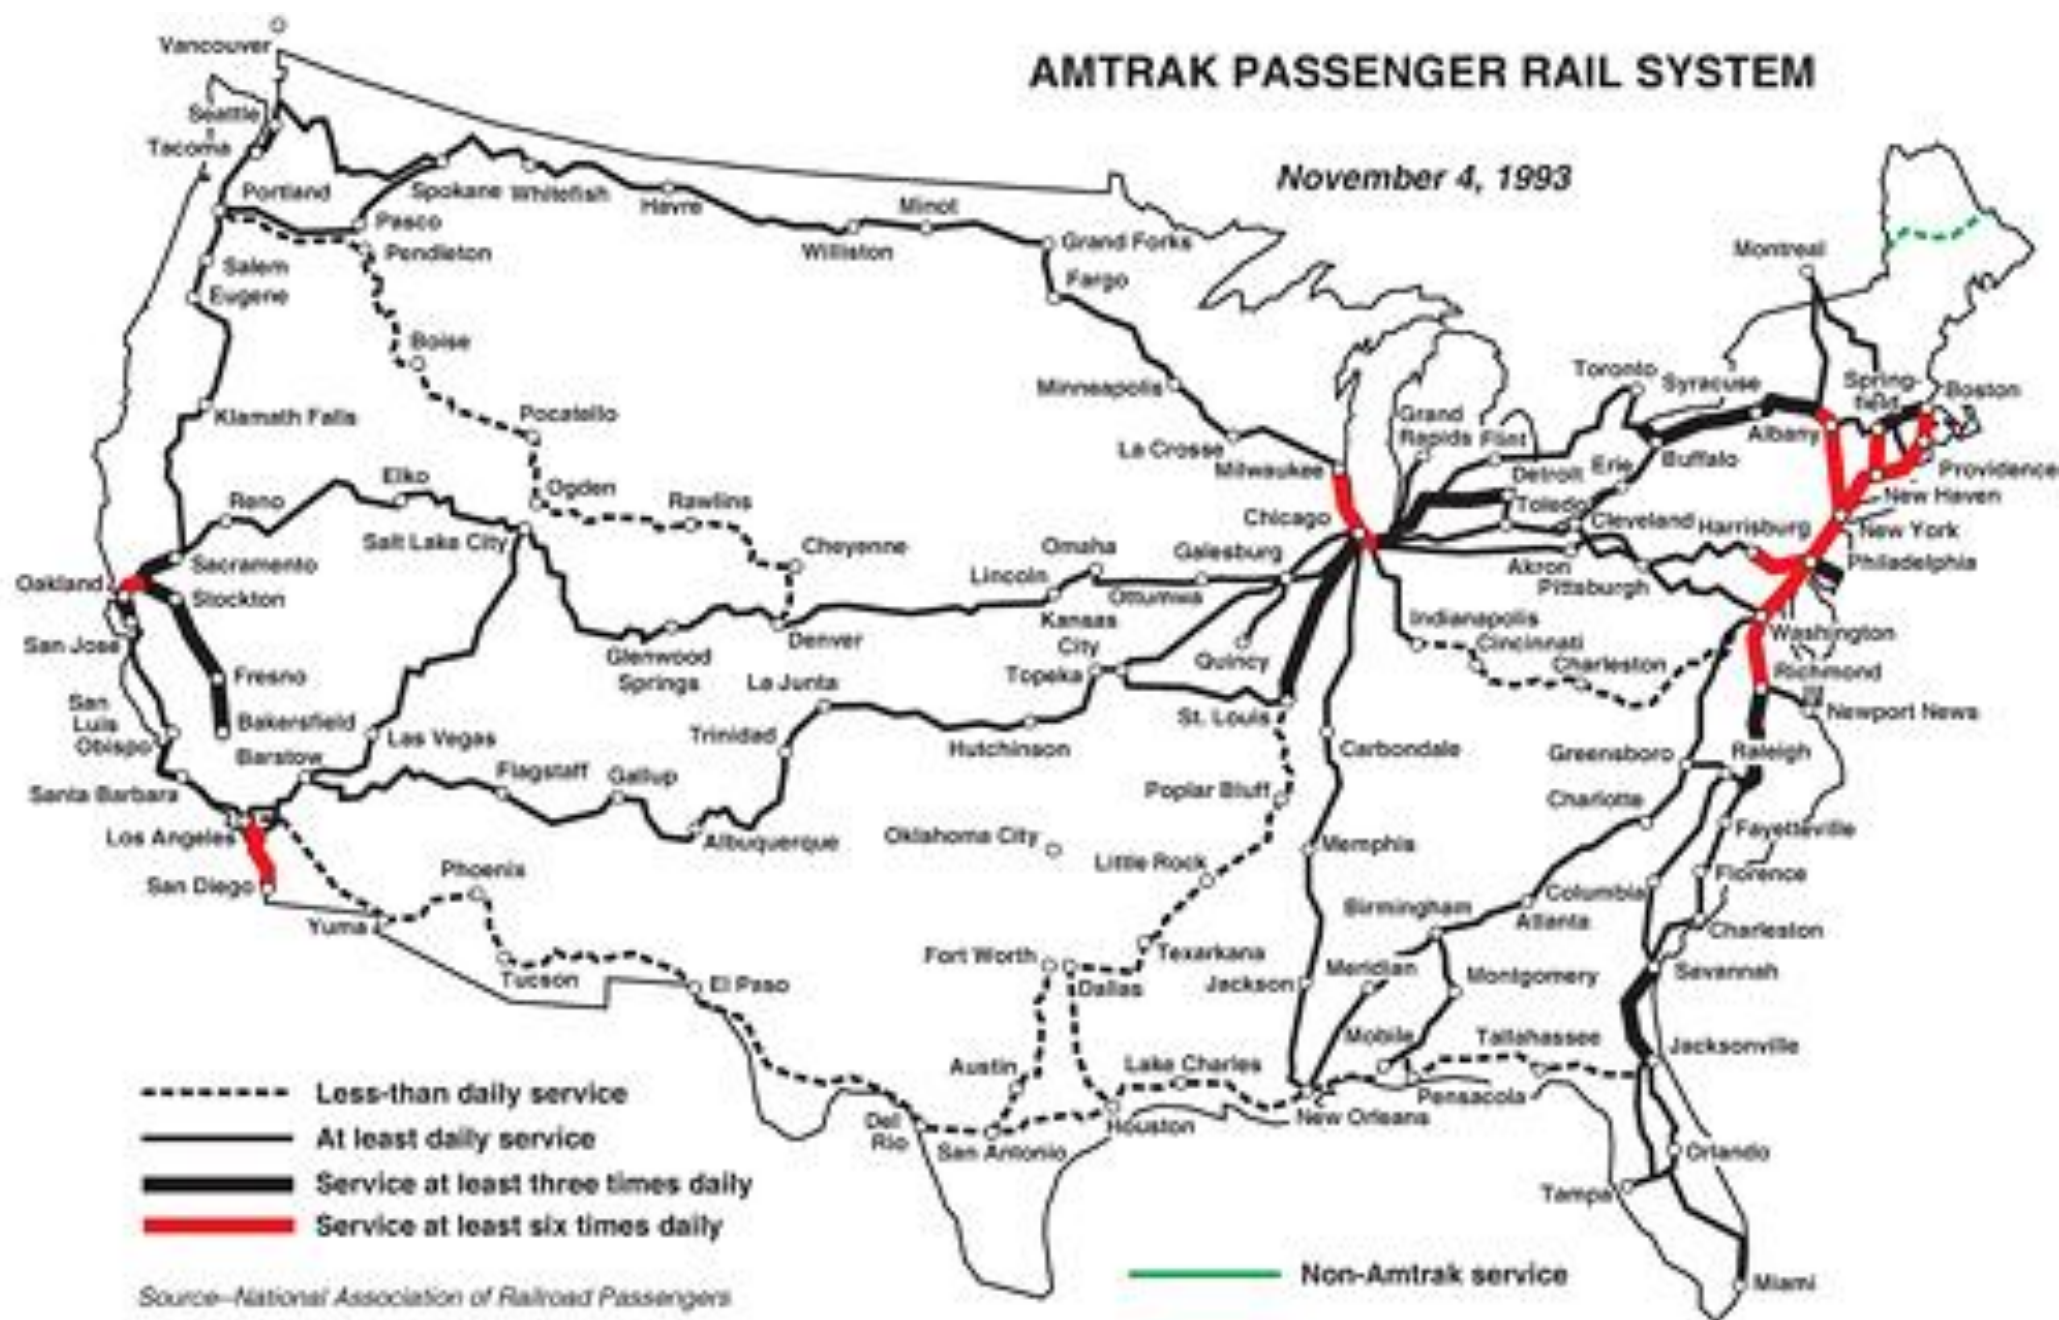 AMTRAK PASSENGER RAIL SYSTEM
November 4, 1993
Vancouver
Seattle
Tacoma
Portland
Spokane
Whitefish
Havre
Minot
Williston
Grand Forks
Fargo
Pasco
Pendleton
Salem
Eugene
Boise
Pocatello
Klamath Falls
Minneapolis
La Crosse
Milwaukee
Montreal
Toronto
Syracuse
Spring-
field
Boston
Albany
Grand
Rapids
Flint
Detroit
Erie
Buffalo
Providence
New Haven
Toledo
Cleveland
Harrisburg
New York
Philadelphia
Akron
Pittsburgh
Reno
Elko
Ogden
Rawlins
Salt Lake City
Cheyenne
Omaha
Galesburg
Chicago
Lincoln
Ottumwa
Sacramento
Oakland
Stockton
San Jose
Denver
Kansas
City
Quincy
Indianapolis
Cincinnati
Charleston
Washington
Richmond
Newport News
Glenwood
Springs
La Junta
Topeka
Fresno
San
Luis
Obispo
Bakersfield
Las Vegas
Barstow
Trinidad
Hutchinson
St. Louis
Carbondale
Greensboro
Raleigh
Santa Barbara
Flagstaff
Gallup
Poplar Bluff
Charlotte
Los Angeles
Albuquerque
Oklahoma City
Little Rock
Memphis
Fayetteville
San Diego
Phoenix
Birmingham
Columbia
Florence
Atlanta
Yuma
Charleston
Tucson
El Paso
Fort Worth
Dallas
Texarkana
Jackson
Meridian
Montgomery
Savannah
Mobile
Tallahassee
Jacksonville
Austin
Lake Charles
Pensacola
New Orleans
Del
Rio
San Antonio
Houston
Orlando
Tampa
Miami
Less-than daily service
At least daily service
Service at least three times daily
Service at least six times daily
Non-Amtrak service
Source–National Association of Railroad Passengers